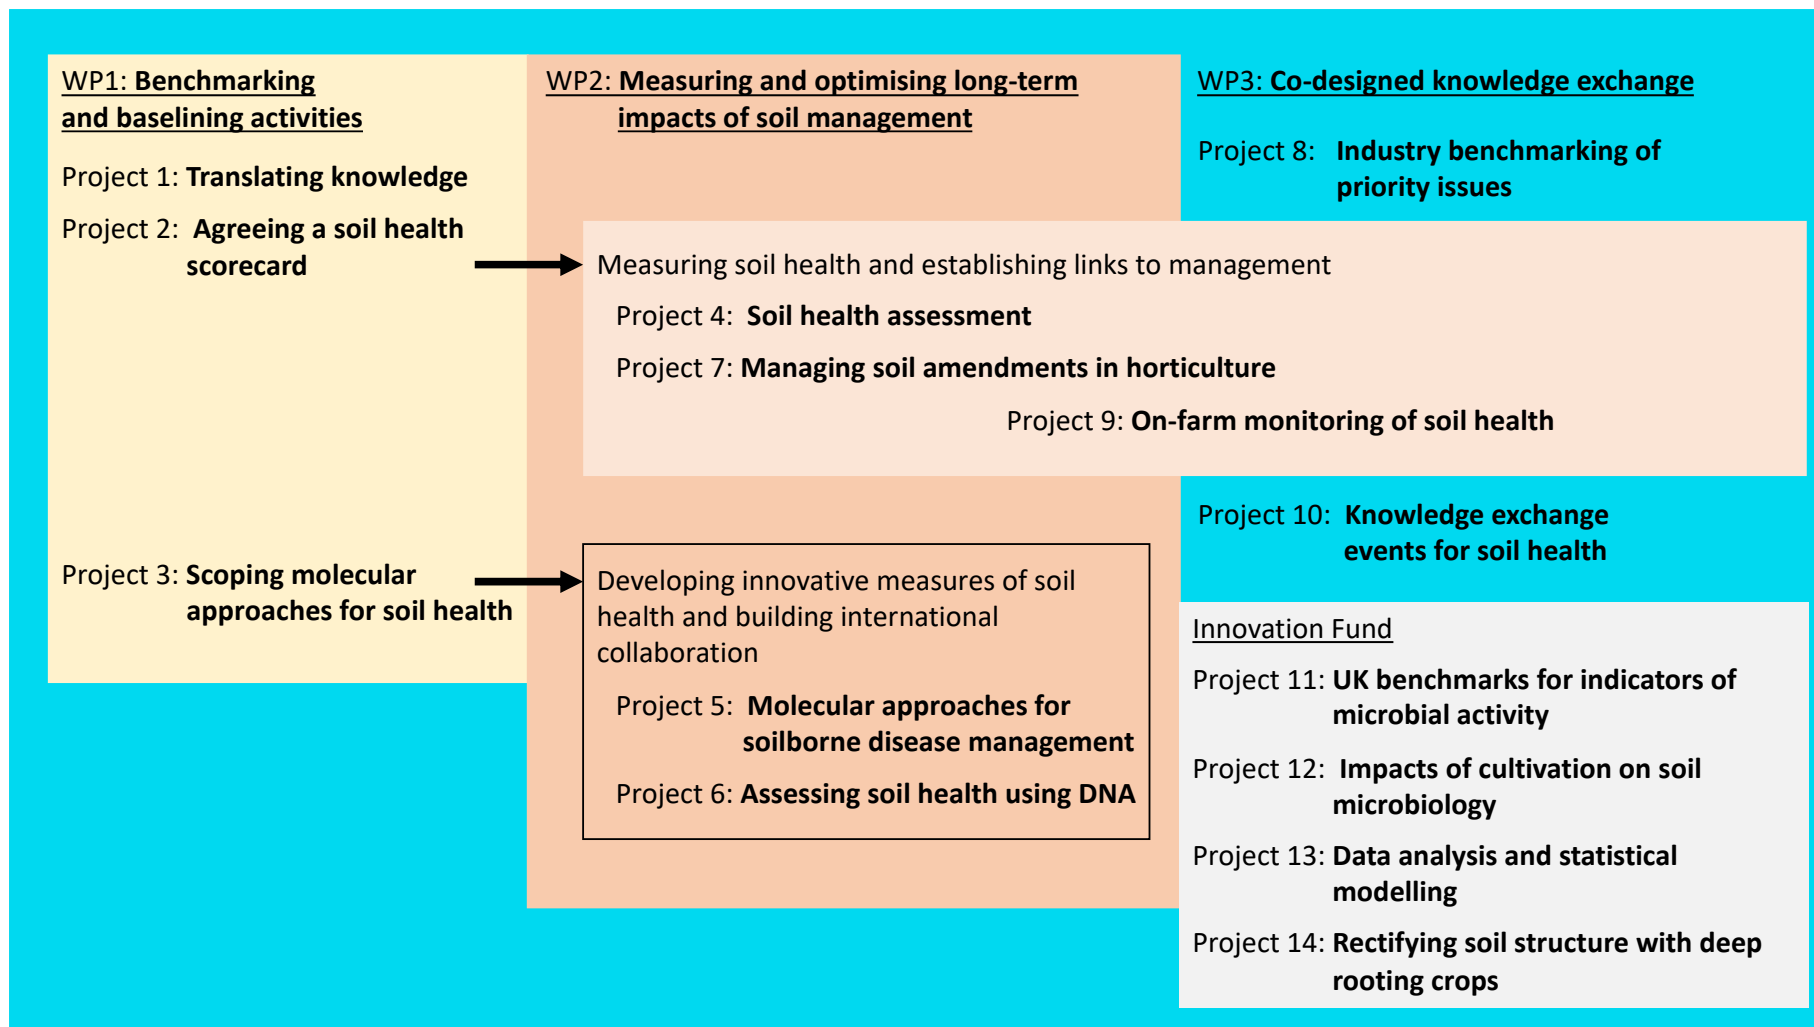 WP1: Benchmarking
and baselining activities
Project 1: Translating knowledge
Project 2: Agreeing a soil health
scorecard
Project 3: Scoping molecular
approaches for soil health
WP2: Measuring and optimising long-term
impacts of soil management
Measuring soil health and establishing links to management
Project 4: Soil health assessment
Project 7: Managing soil amendments in horticulture
Project 9: On-farm monitoring of soil health
Developing innovative measures of soil
health and building international
collaboration
Project 5: Molecular approaches for
soilborne disease management
Project 6: Assessing soil health using DNA
WP3: Co-designed knowledge exchange
Project 8: Industry benchmarking of
priority issues
Project 10: Knowledge exchange
events for soil health
Innovation Fund
Project 11: UK benchmarks for indicators of
microbial activity
Project 12: Impacts of cultivation on soil
microbiology
Project 13: Data analysis and statistical
modelling
Project 14: Rectifying soil structure with deep
rooting crops